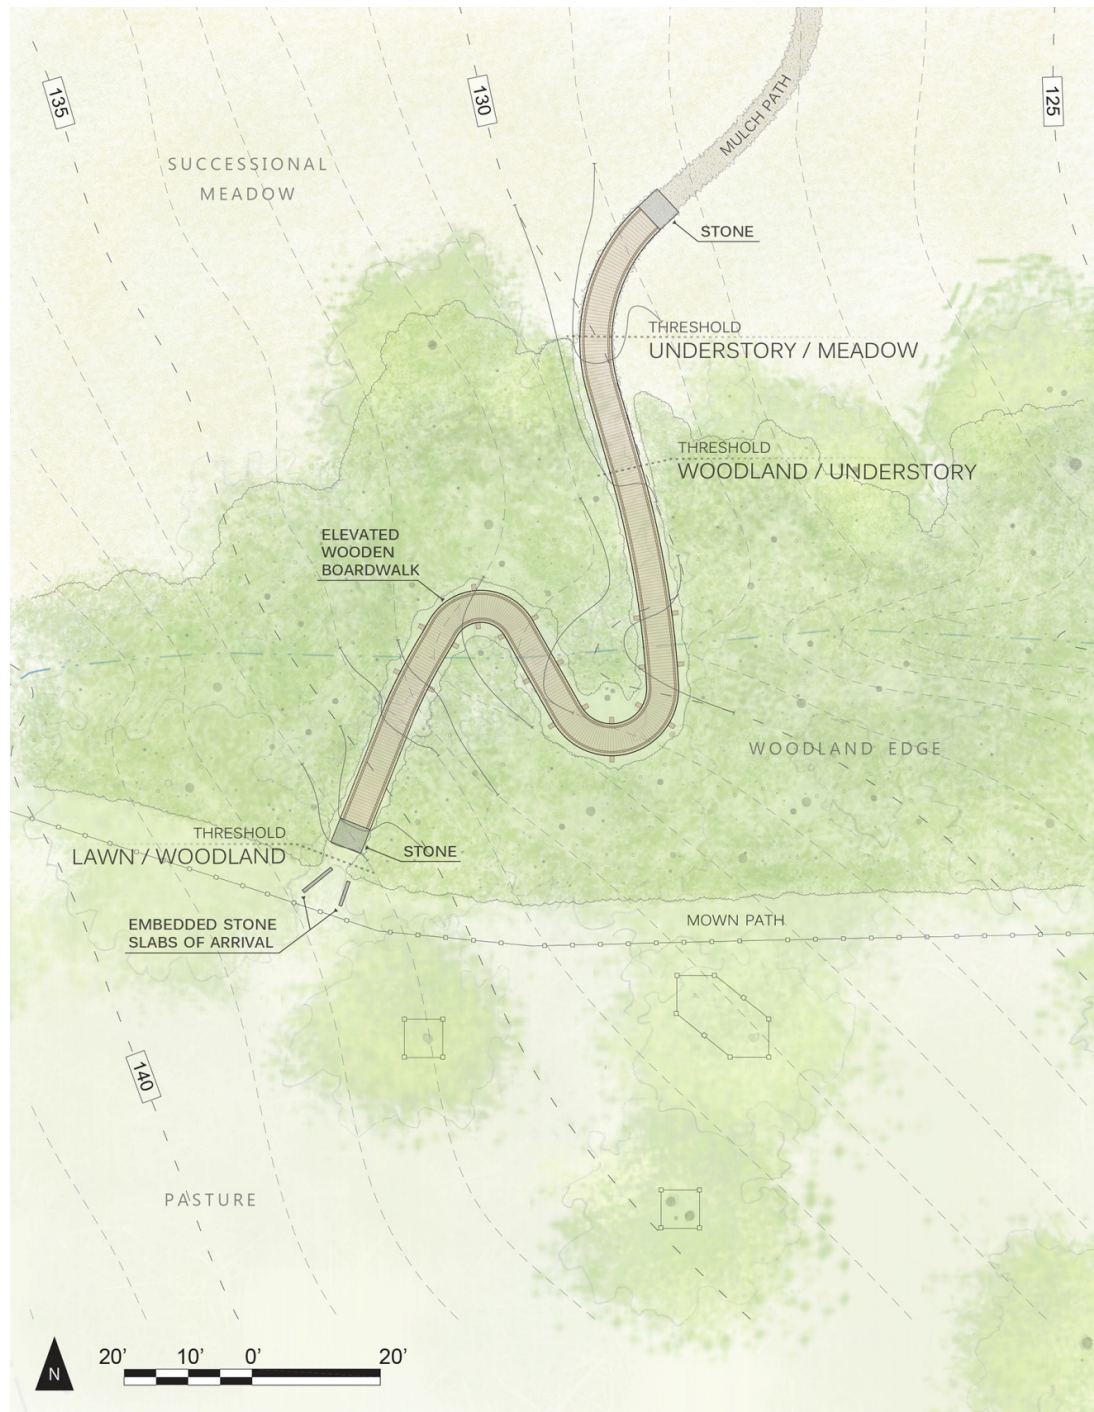 135
130
125
MULCH PATH
SUCCESSIONAL
MEADOW
STONE
THRESHOLD
UNDERSTORY / MEADOW
THRESHOLD
WOODLAND / UNDERSTORY
ELEVATED
WOODEN
BOARDWALK
WOODLAND EDGE
THRESHOLD
LAWN / WOODLAND
STONE
EMBEDDED STONE
SLABS OF ARRIVAL
MOWN PATH
140
PASTURE
N
20' 10' 0' 20'